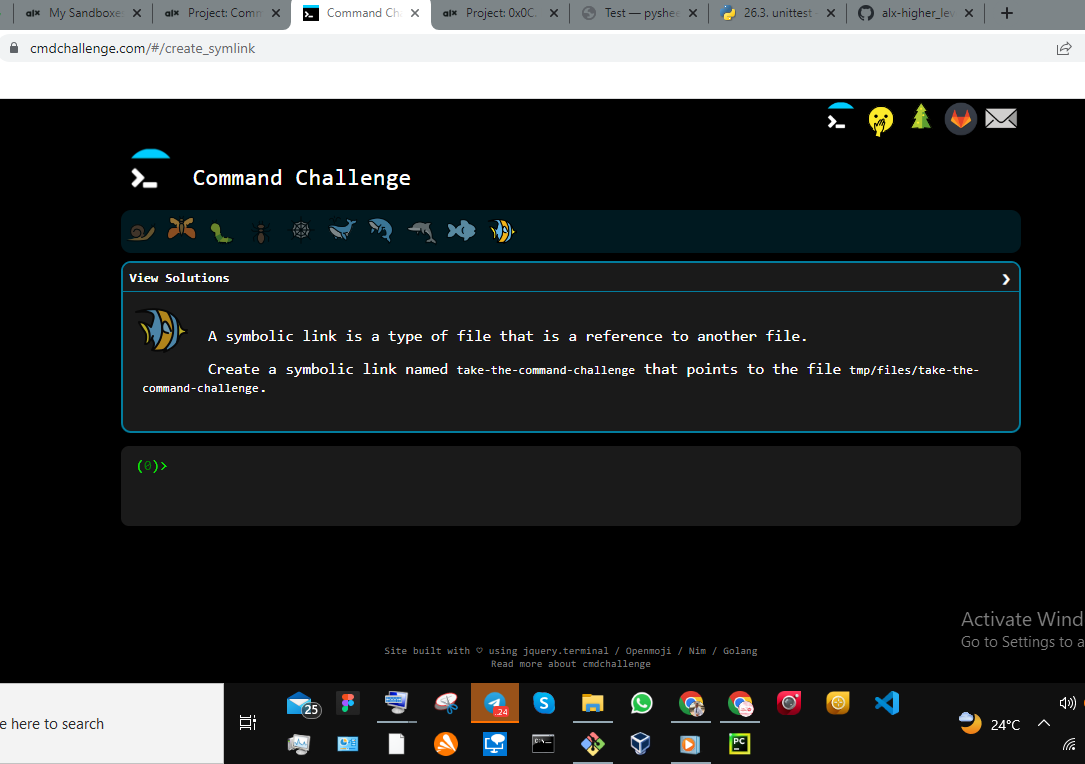 My Sandboxes
Project: Comm
Command Ch
Project: 0x0C.
Test — pyshee
26.3. unittest
alx-higher_lev
cmdchallenge.com/#/create_symlink
Command Challenge
View Solutions
A symbolic link is a type of file that is a reference to another file.
Create a symbolic link named take-the-command-challenge that points to the file tmp/files/take-the-
command-challenge.
(0)>
Activate Wind
Go to Settings to a
Site built with ♡ using jquery.terminal / Openmoji / Nim / Golang
Read more about cmdchallenge
25
24
e here to search
24°C
PC